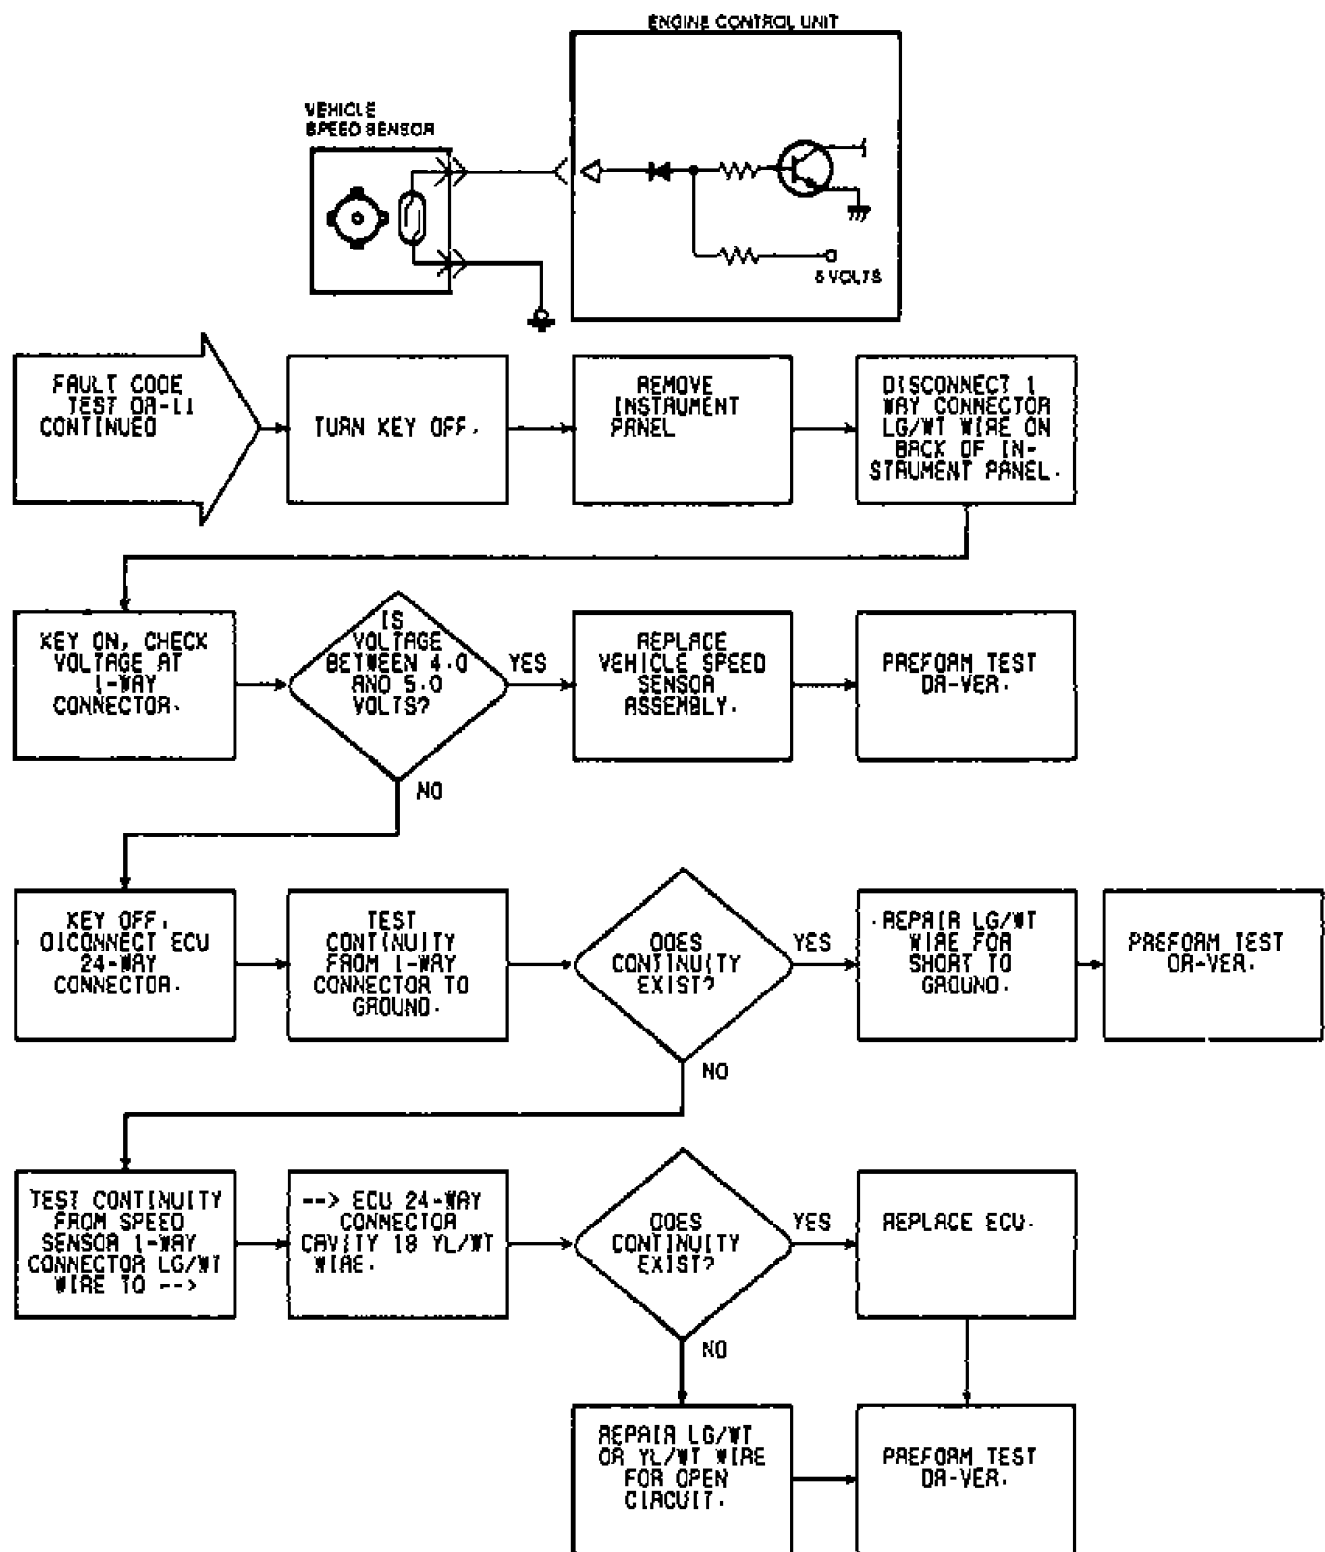 ENGINE CONTROL UNIT
VEHICLE
SPEED SENSOR
5 VOLTS
FAULT CODE
TEST DR-11
CONTINUED
TURN KEY OFF.
REMOVE
INSTRUMENT
PANEL
DISCONNECT 1
WAY CONNECTOR
LG/WT WIRE ON
BACK OF IN-
STRUMENT PANEL.
KEY ON, CHECK
VOLTAGE AT
1-WAY
CONNECTOR.
IS
VOLTAGE
BETWEEN 4.0
AND 5.0
VOLTS?
YES
REPLACE
VEHICLE SPEED
SENSOR
ASSEMBLY.
PREFORM TEST
DR-VER.
NO
KEY OFF.
DICONNECT ECU
24-WAY
CONNECTOR.
TEST
CONTINUITY
FROM 1-WAY
CONNECTOR TO
GROUND.
DOES
CONTINUITY
EXIST?
YES
REPAIR LG/WT
WIRE FOR
SHORT TO
GROUND.
PREFORM TEST
DR-VER.
NO
TEST CONTINUITY
FROM SPEED
SENSOR 1-WAY
CONNECTOR LG/WT
WIRE TO -->
--> ECU 24-WAY
CONNECTOR
CAVITY 18 YL/WT
WIRE.
DOES
CONTINUITY
EXIST?
YES
REPLACE ECU.
NO
REPAIR LG/WT
OR YL/WT WIRE
FOR OPEN
CIRCUIT.
PREFORM TEST
DR-VER.